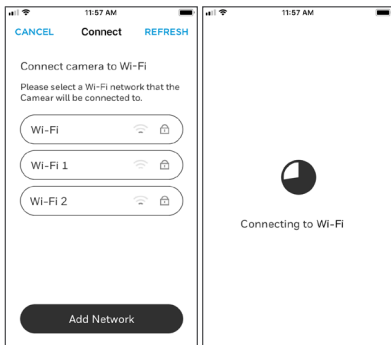 11:57 AM
CANCEL Connect REFRESH
Connect camera to Wi-Fi
Please select a Wi-Fi network that the
Camear will be connected to.
Wi-Fi
Wi-Fi 1
Wi-Fi 2
Add Network
11:57 AM
Connecting to Wi-Fi